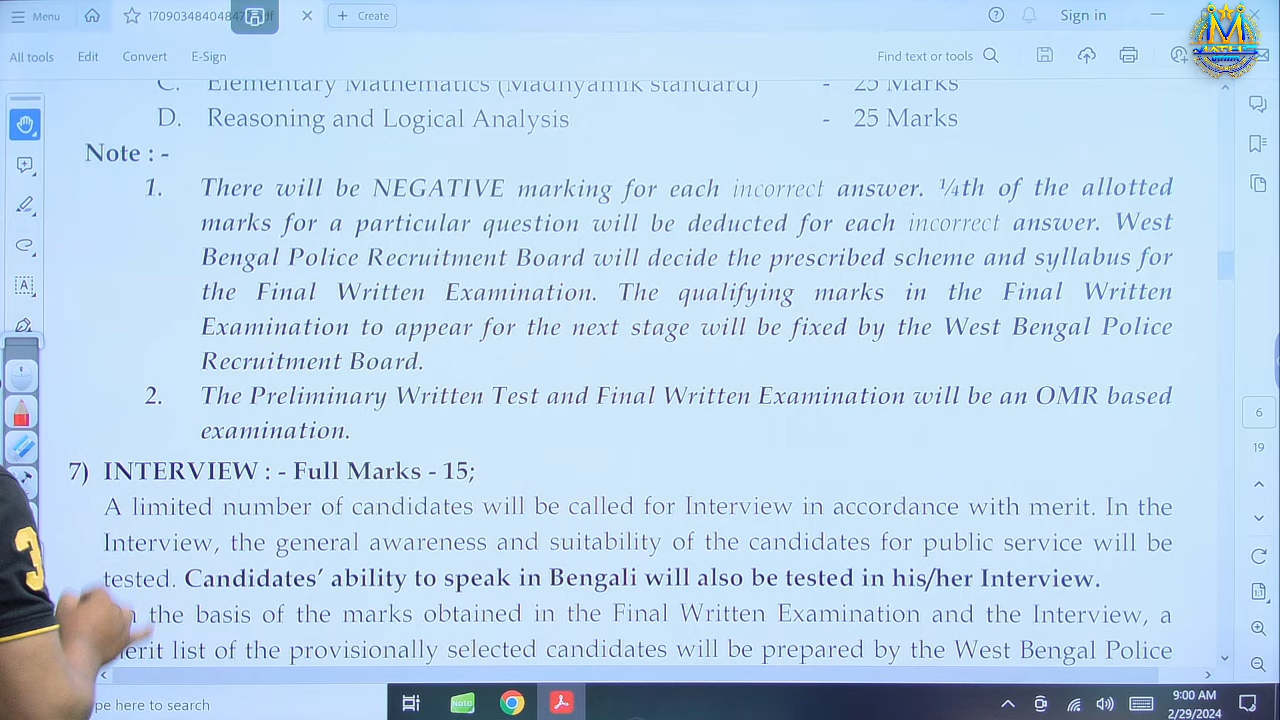 Menu
17090348404847
df
Create
Sign in
All tools
Edit
Convert
E-Sign
Find text or tools
M
C. Elementary Mathematics (Madhyamik standard) - 25 Marks
D. Reasoning and Logical Analysis - 25 Marks
Note : -
1. There will be NEGATIVE marking for each incorrect answer. ¼th of the allotted
marks for a particular question will be deducted for each incorrect answer. West
Bengal Police Recruitment Board will decide the prescribed scheme and syllabus for
the Final Written Examination. The qualifying marks in the Final Written
Examination to appear for the next stage will be fixed by the West Bengal Police
Recruitment Board.
2. The Preliminary Written Test and Final Written Examination will be an OMR based
examination.
7) INTERVIEW : - Full Marks - 15;
A limited number of candidates will be called for Interview in accordance with merit. In the
Interview, the general awareness and suitability of the candidates for public service will be
tested. Candidates' ability to speak in Bengali will also be tested in his/her Interview.
the basis of the marks obtained in the Final Written Examination and the Interview, a
merit list of the provisionally selected candidates will be prepared by the West Bengal Police
6
19
3
pe here to search
Note
9:00 AM
2/29/2024